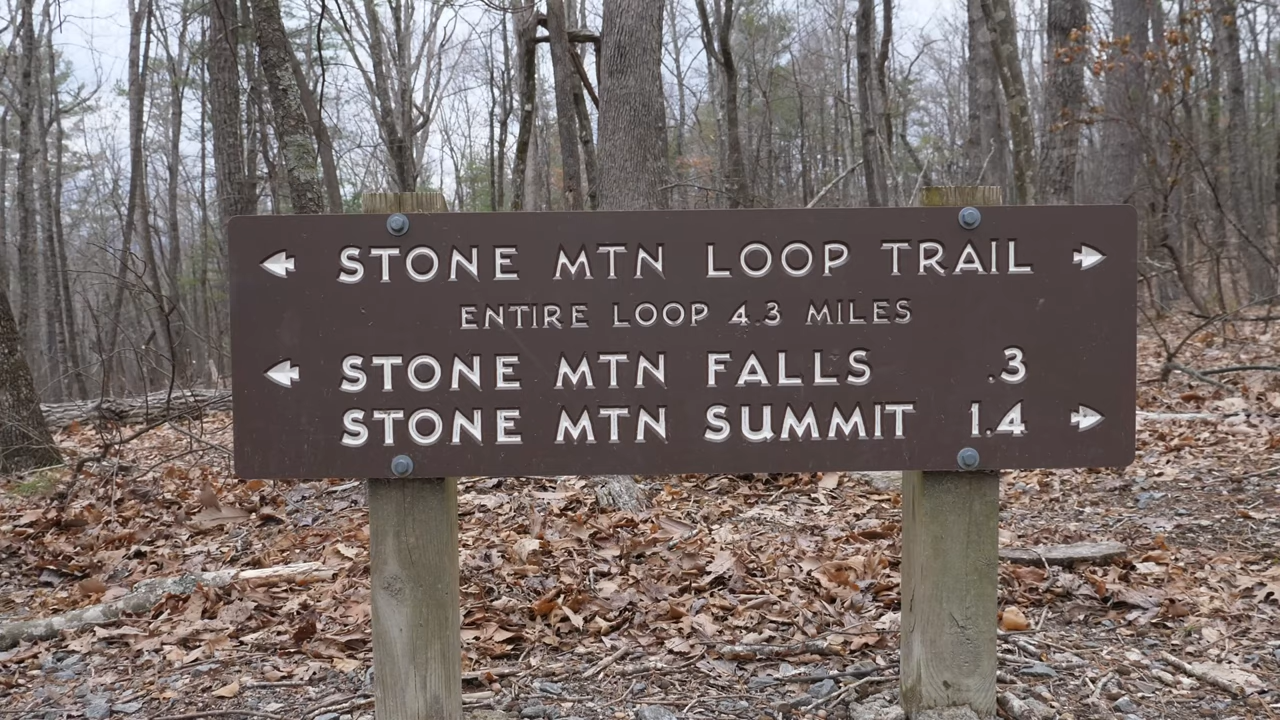 STONE MTN LOOP TRAIL
ENTIRE LOOP 4.3 MILES
STONE MTN FALLS .3
STONE MTN SUMMIT 1.4